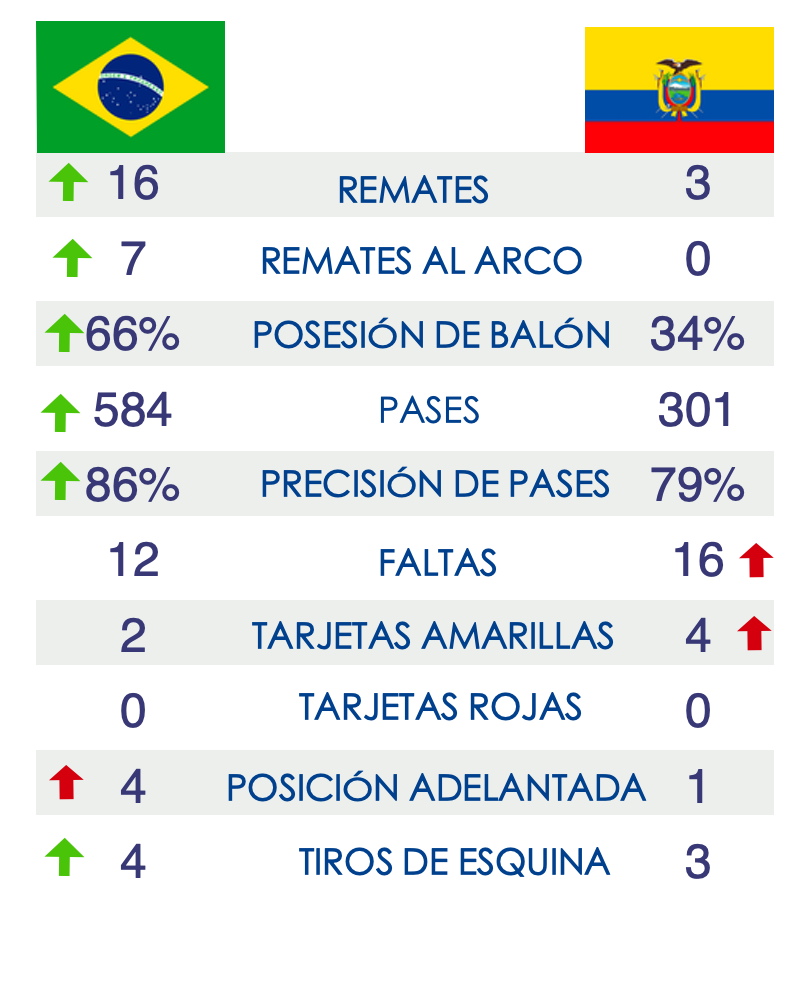 16 REMATES 3
7 REMATES AL ARCO 0
66% POSESIÓN DE BALÓN 34%
584 PASES 301
86% PRECISIÓN DE PASES 79%
12 FALTAS 16
2 TARJETAS AMARILLAS 4
0 TARJETAS ROJAS 0
4 POSICIÓN ADELANTADA 1
4 TIROS DE ESQUINA 3